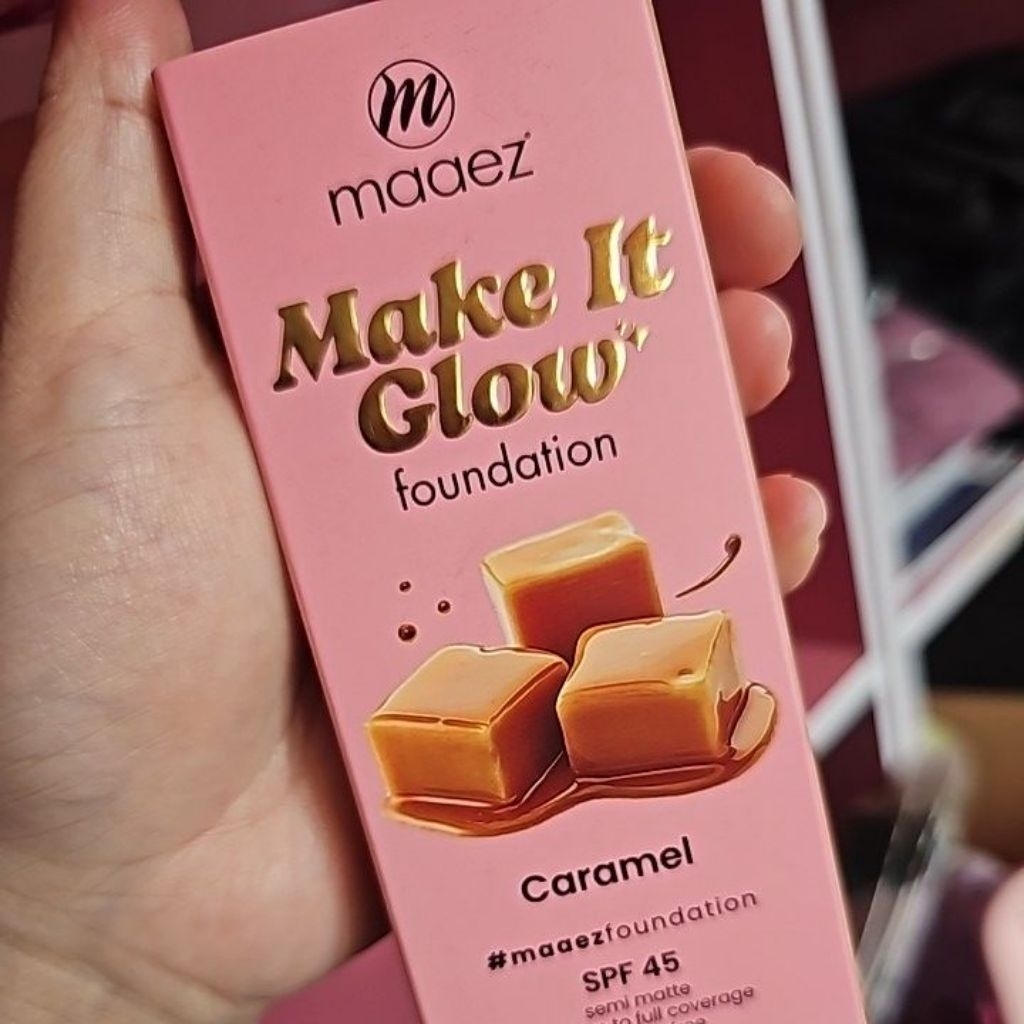 m
maaez
Make It
Glow
foundation
Caramel
#maaezfoundation
SPF 45
semi matte
to full coverage